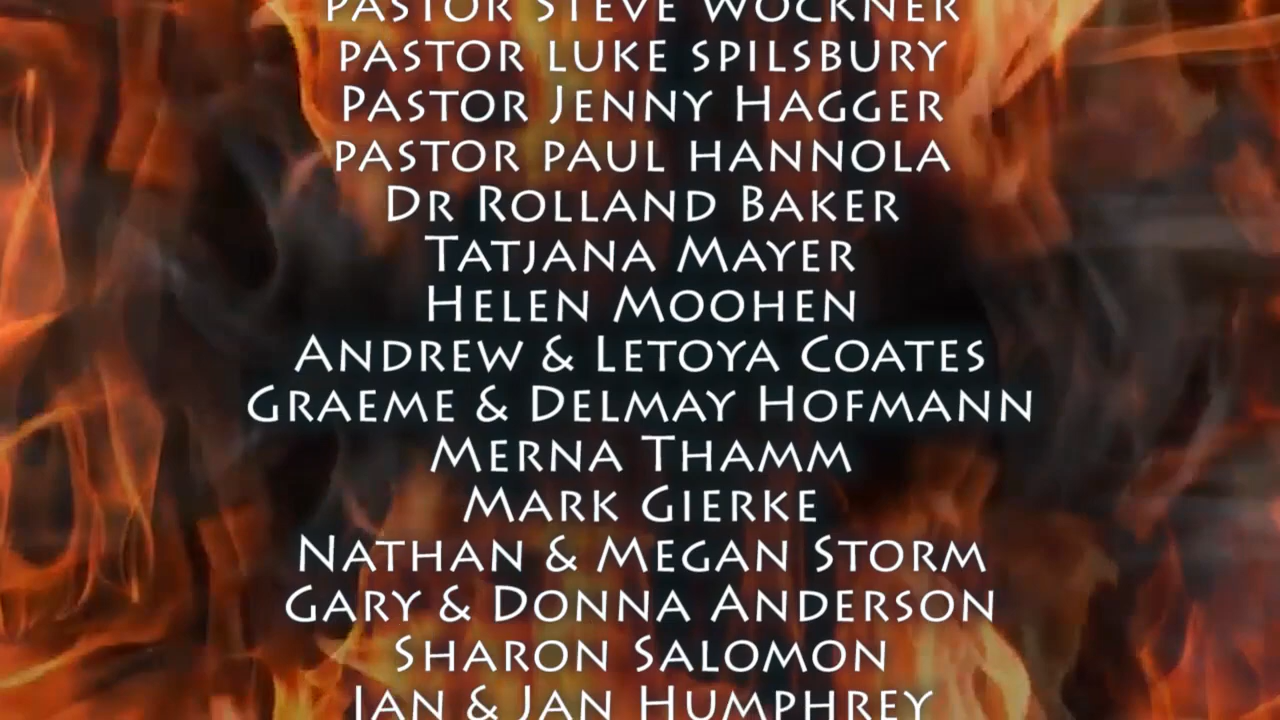 PASTOR STEVE WOCKNER
PASTOR LUKE SPILSBURY
PASTOR JENNY HAGGER
PASTOR PAUL HANNOLA
DR ROLLAND BAKER
TATJANA MAYER
HELEN MOOHEN
ANDREW & LETOYA COATES
GRAEME & DELMAY HOFMANN
MERNA THAMM
MARK GIERKE
NATHAN & MEGAN STORM
GARY & DONNA ANDERSON
SHARON SALOMON
IAN & JAN HUMPHREY